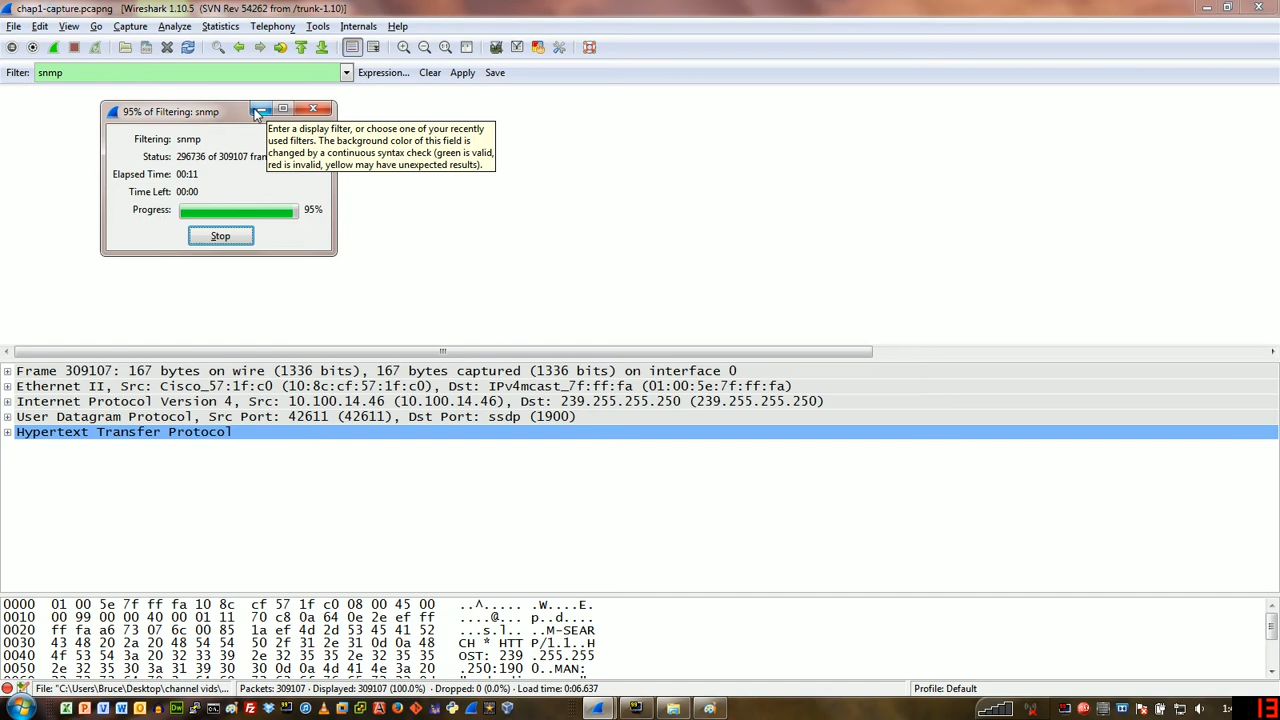 chap1-capture.pcapng [Wireshark 1.10.5 (SVN Rev 54262 from /trunk-1.10)]
File Edit View Go Capture Analyze Statistics Telephony Tools Internals Help
Filter: snmp Expression... Clear Apply Save
95% of Filtering: snmp
Filtering: snmp
Status: 296736 of 309107 fran
Elapsed Time: 00:11
Time Left: 00:00
Progress: 95%
Stop
Enter a display filter, or choose one of your recently
used filters. The background color of this field is
changed by a continuous syntax check (green is valid,
red is invalid, yellow may have unexpected results).
Frame 309107: 167 bytes on wire (1336 bits), 167 bytes captured (1336 bits) on interface 0
Ethernet II, Src: Cisco_57:1f:c0 (10:8c:cf:57:1f:c0), Dst: IPv4mcast_7f:ff:fa (01:00:5e:7f:ff:fa)
Internet Protocol Version 4, Src: 10.100.14.46 (10.100.14.46), Dst: 239.255.255.250 (239.255.255.250)
User Datagram Protocol, Src Port: 42611 (42611), Dst Port: ssdp (1900)
Hypertext Transfer Protocol
0000 01 00 5e 7f ff fa 10 8c cf 57 1f c0 08 00 45 00 ..^..... .W....E.
0010 00 99 00 00 40 00 01 11 70 c8 0a 64 0e 2e ef ff ....@... p..d....
0020 ff fa a6 73 07 6c 00 85 1a ef 4d 2d 53 45 41 52 ...s.l.. ..M-SEAR
0030 43 48 20 2a 20 48 54 54 50 2f 31 2e 31 0d 0a 48 CH * HTT P/1.1..H
0040 4f 53 54 3a 20 32 33 39 2e 32 35 35 2e 32 35 35 OST: 239 .255.255
0050 2e 32 35 30 3a 31 39 30 30 0d 0a 4d 41 4e 3a 20 .250:190 0..MAN:
File: "C:\Users\Bruce\Desktop\channel vids\... Packets: 309107 · Displayed: 309107 (100.0%) · Dropped: 0 (0.0%) · Load time: 0:06.637 Profile: Default
13